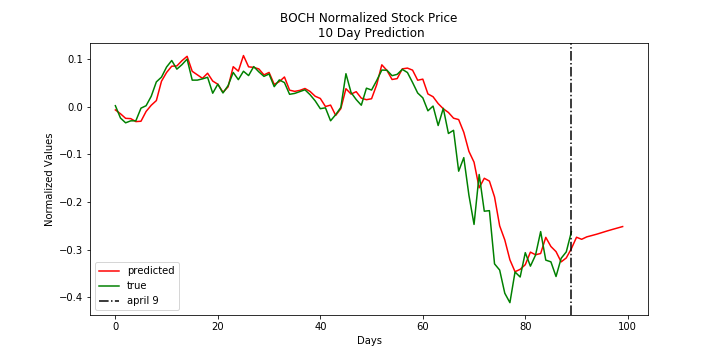 BOCH Normalized Stock Price
10 Day Prediction
0.1
0.0
−0.1
−0.2
−0.3
−0.4
Normalized Values
predicted
true
april 9
0
20
40
60
80
100
Days